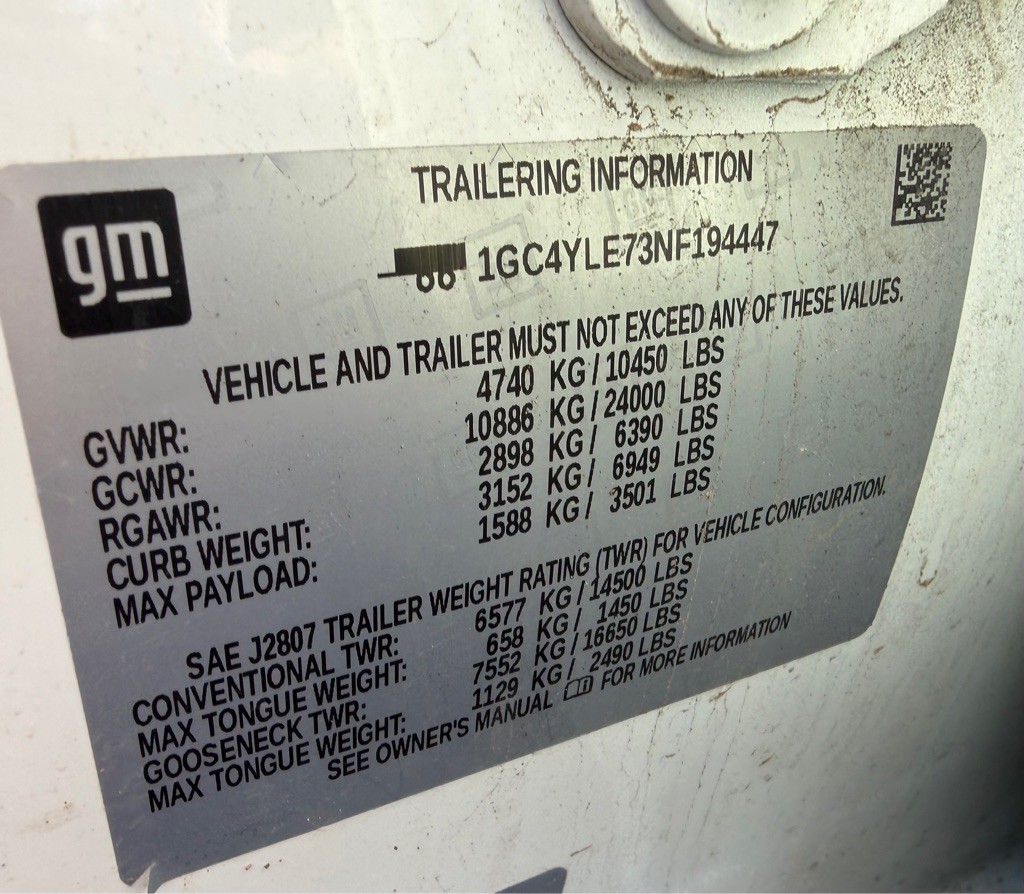 gm
TRAILERING INFORMATION
1GC4YLE73NF194447
VEHICLE AND TRAILER MUST NOT EXCEED ANY OF THESE VALUES.
GVWR: 4740 KG / 10450 LBS
GCWR: 10886 KG / 24000 LBS
RGAWR: 2898 KG / 6390 LBS
CURB WEIGHT: 3152 KG / 6949 LBS
MAX PAYLOAD: 1588 KG / 3501 LBS
SAE J2807 TRAILER WEIGHT RATING (TWR) FOR VEHICLE CONFIGURATION.
CONVENTIONAL TWR: 6577 KG / 14500 LBS
MAX TONGUE WEIGHT: 658 KG / 1450 LBS
GOOSENECK TWR: 7552 KG / 16650 LBS
MAX TONGUE WEIGHT: 1129 KG / 2490 LBS
SEE OWNER'S MANUAL FOR MORE INFORMATION